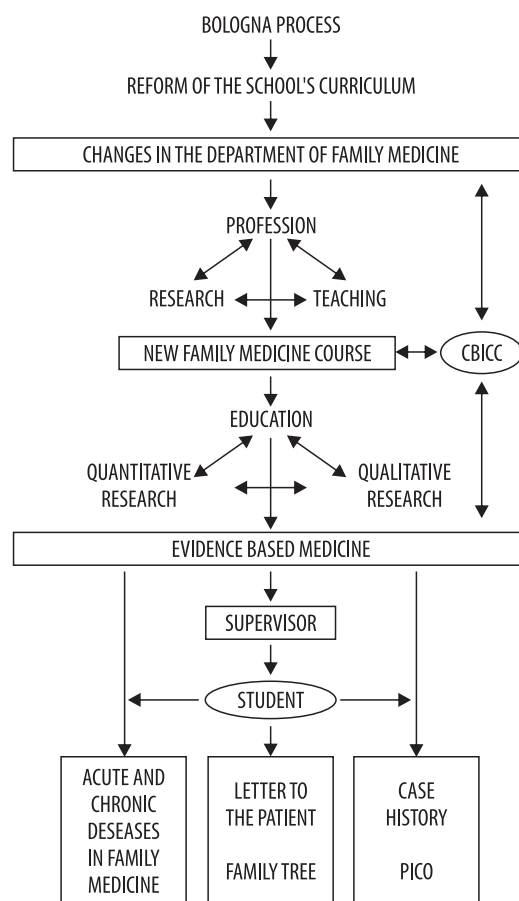 BOLOGNA PROCESS
REFORM OF THE SCHOOL'S CURRICULUM
CHANGES IN THE DEPARTMENT OF FAMILY MEDICINE
PROFESSION
RESEARCH
TEACHING
NEW FAMILY MEDICINE COURSE
CBICC
EDUCATION
QUANTITATIVE
RESEARCH
QUALITATIVE
RESEARCH
EVIDENCE BASED MEDICINE
SUPERVISOR
STUDENT
ACUTE AND
CHRONIC
DESEASES
IN FAMILY
MEDICINE
LETTER TO
THE PATIENT
FAMILY TREE
CASE
HISTORY
PICO